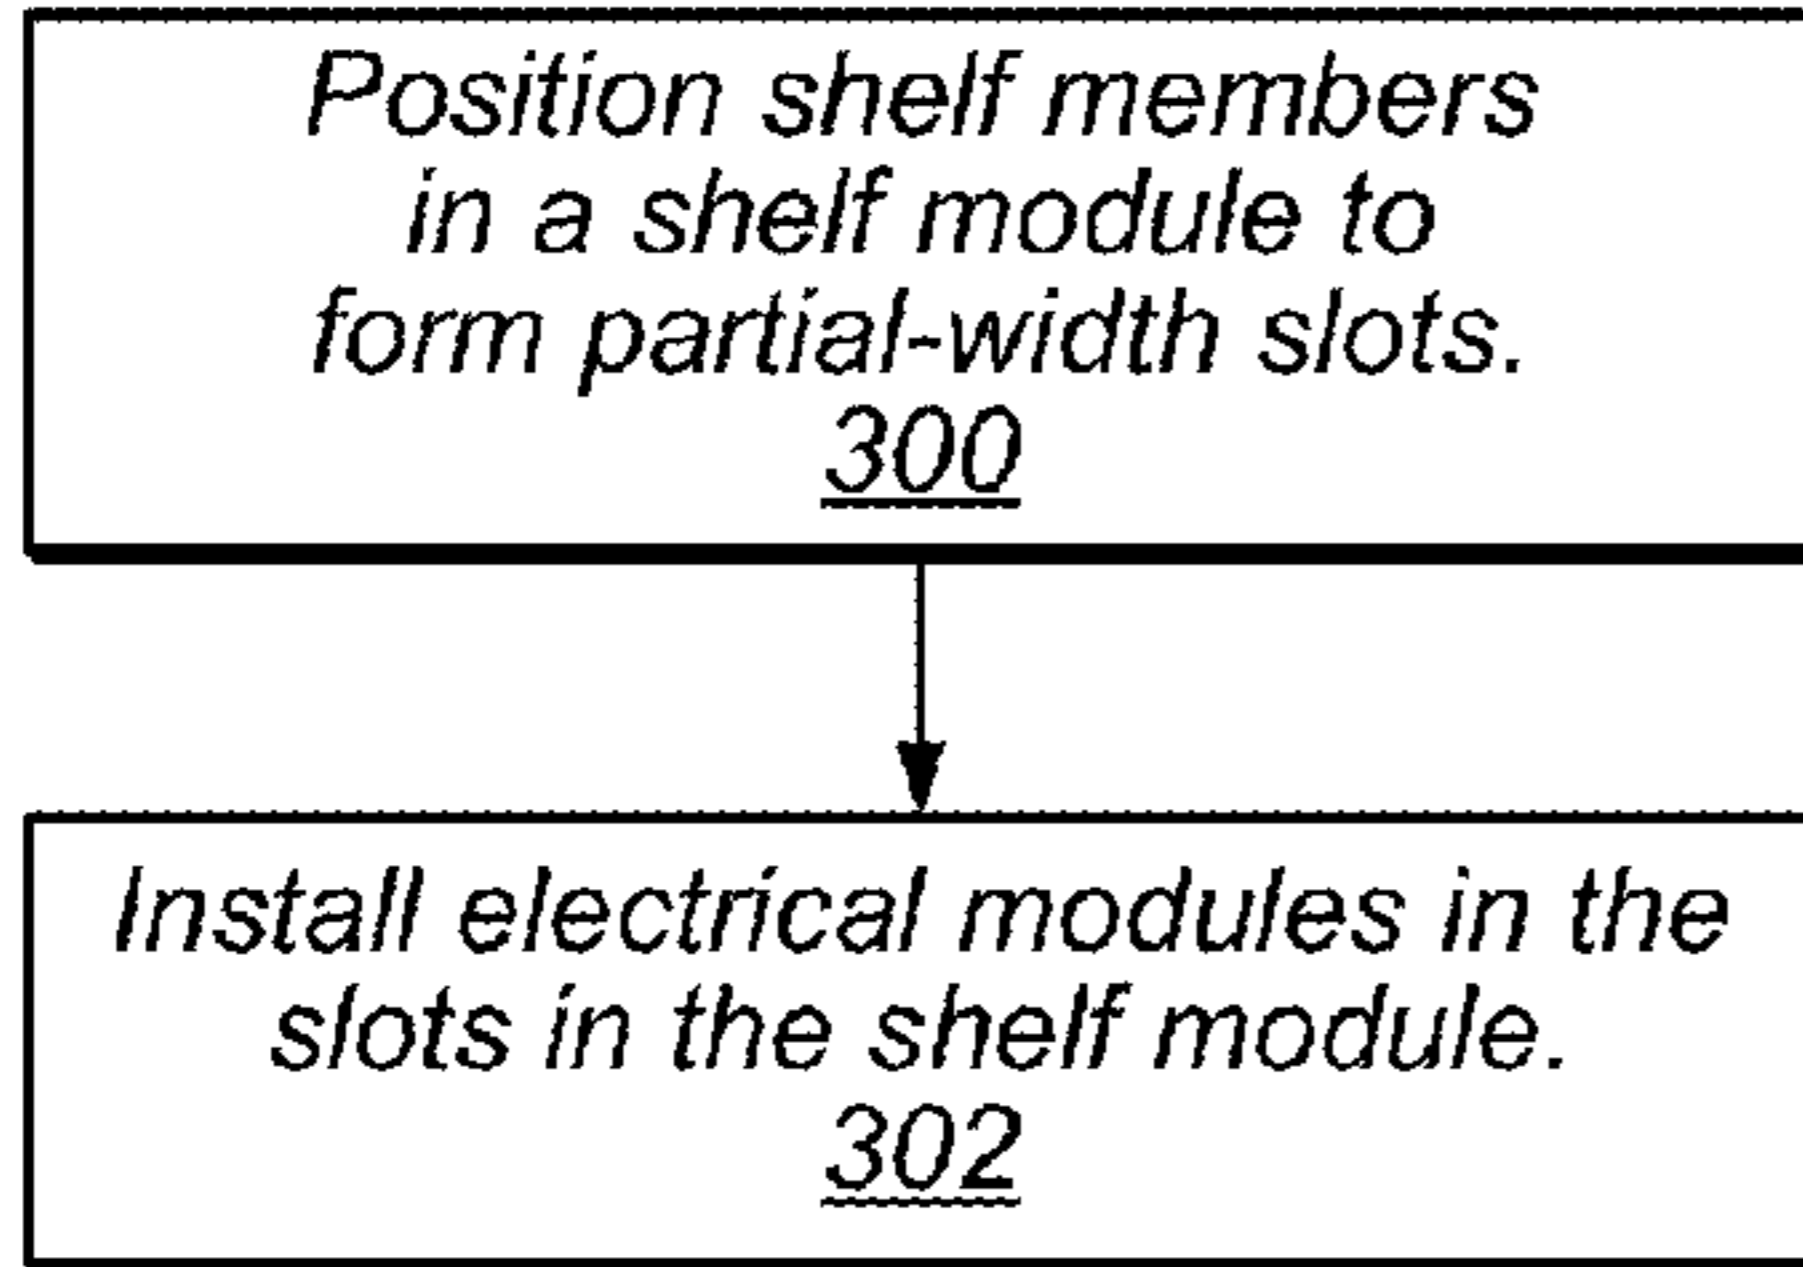 Position shelf members
in a shelf module to
form partial-width slots.
300
Install electrical modules in the
slots in the shelf module.
302